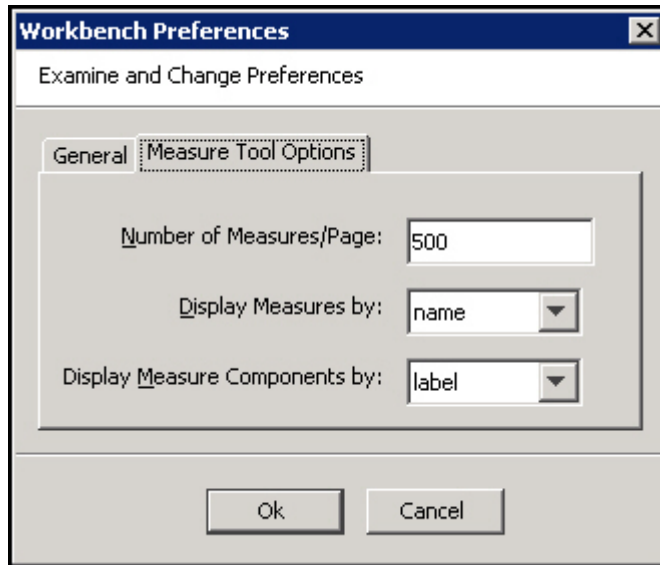 Workbench Preferences
Examine and Change Preferences
General Measure Tool Options
Number of Measures/Page: 500
Display Measures by: name
Display Measure Components by: label
Ok Cancel